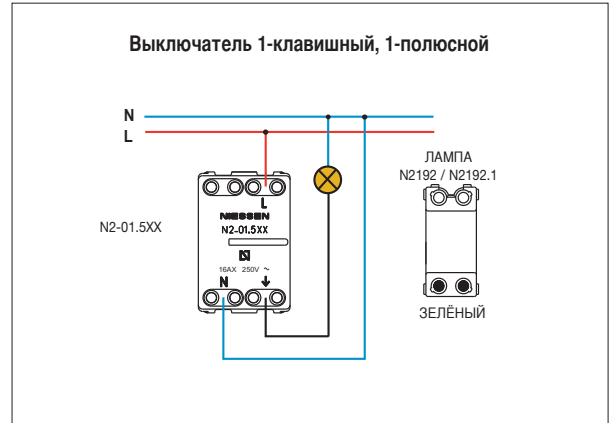 Выключатель 1-клавишный, 1-полюсной
N
L
ЛАМПА
N2192 / N2192.1
L
NIESSEN
N2-01.5XX
N2-01.5XX
16AX 250V ~
N
ЗЕЛЁНЫЙ